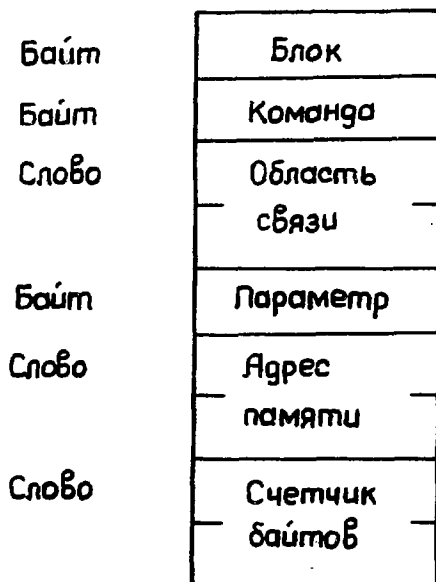 Байт Блок
Байт Команда
Слово Область
связи
Байт Параметр
Слово Адрес
памяти
Слово Счетчик
байтов